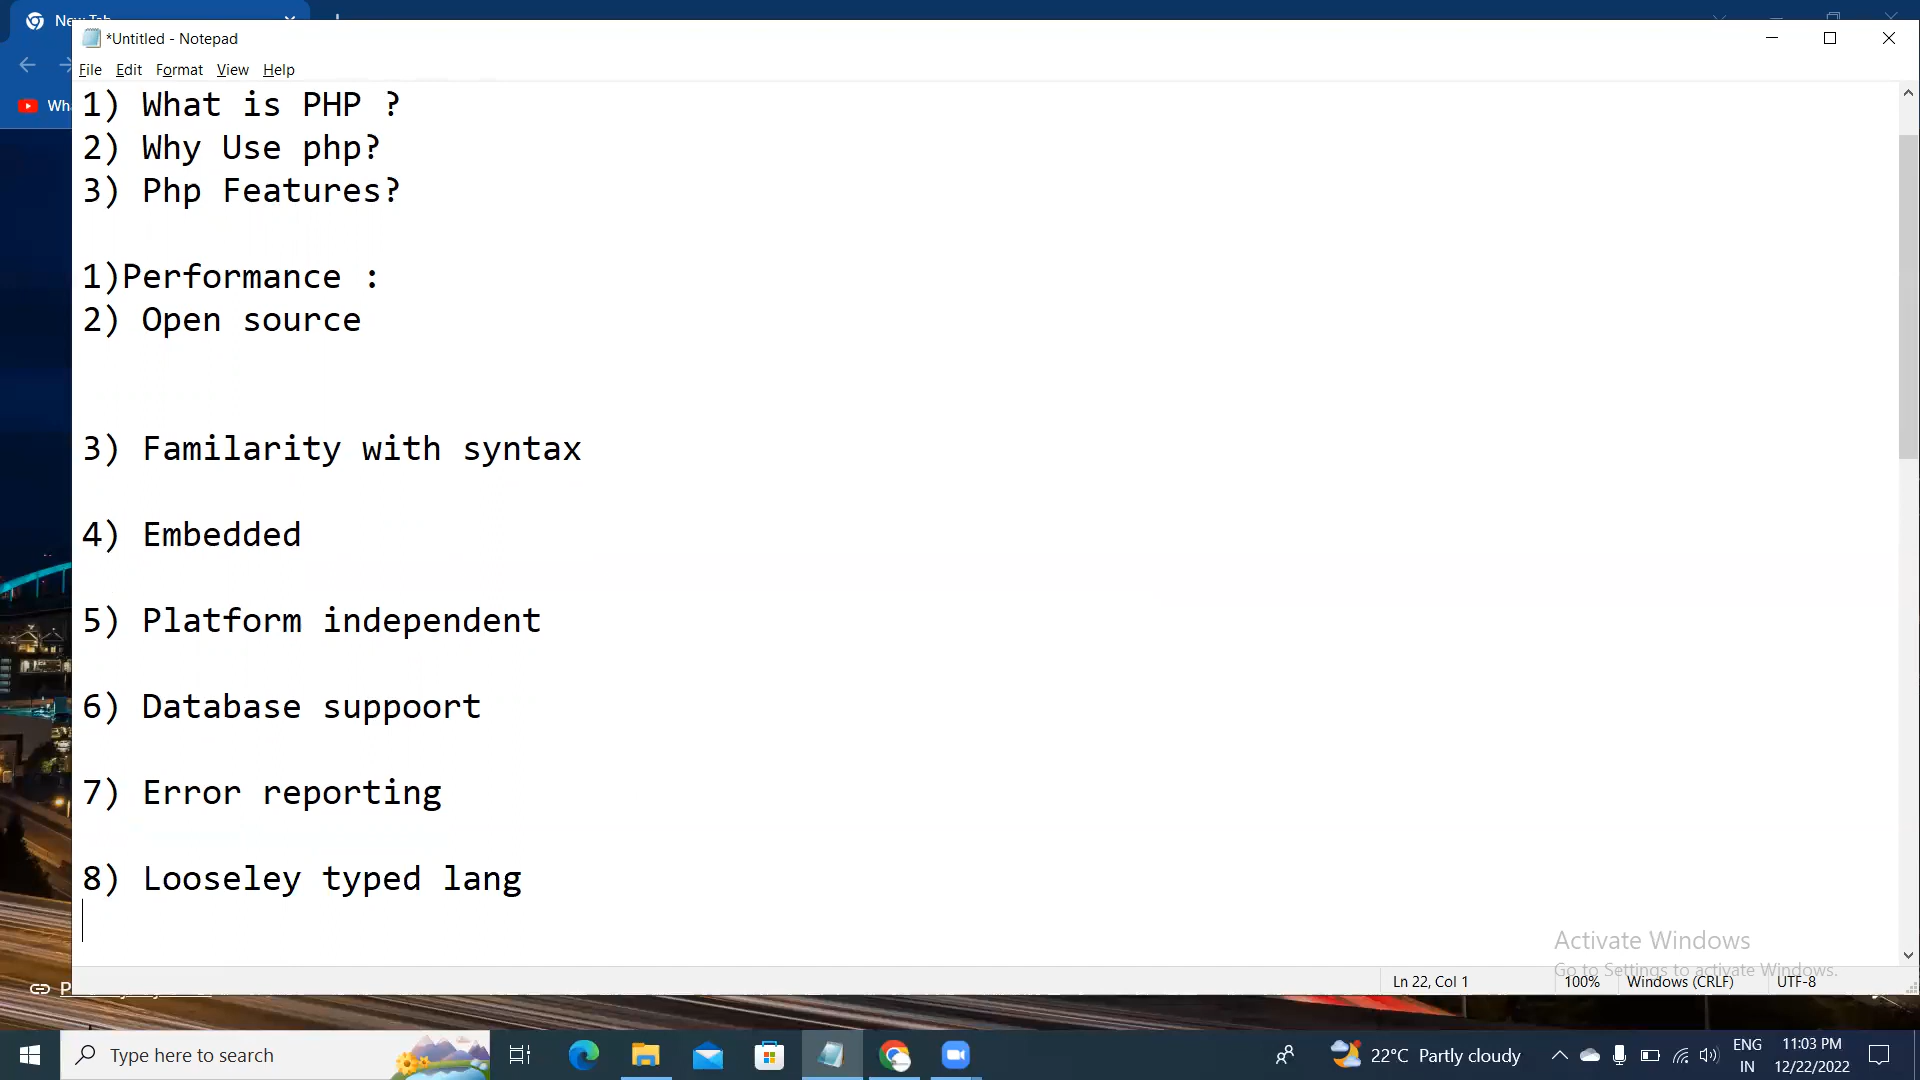 New Tab
*Untitled - Notepad
File Edit Format View Help
Wha
1) What is PHP ?
2) Why Use php?
3) Php Features?
1)Performance :
2) Open source
3) Familarity with syntax
4) Embedded
5) Platform independent
6) Database suppoort
7) Error reporting
8) Looseley typed lang
Activate Windows
Go to Settings to activate Windows.
Ln 22, Col 1 100% Windows (CRLF) UTF-8
Type here to search
22°C Partly cloudy
ENG
IN
11:03 PM
12/22/2022